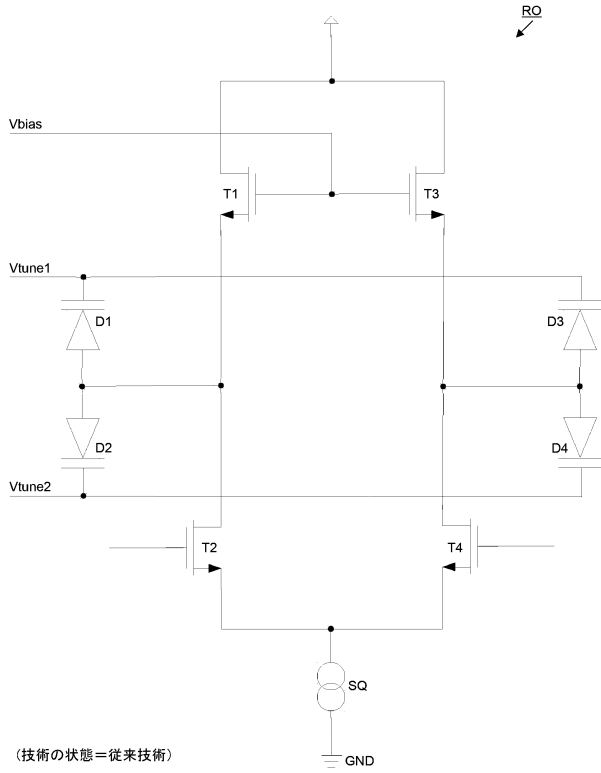 RO
Vbias
T1
T3
Vtune1
D1
D3
D2
D4
Vtune2
T2
T4
SQ
(技術の状態=従来技術)
GND